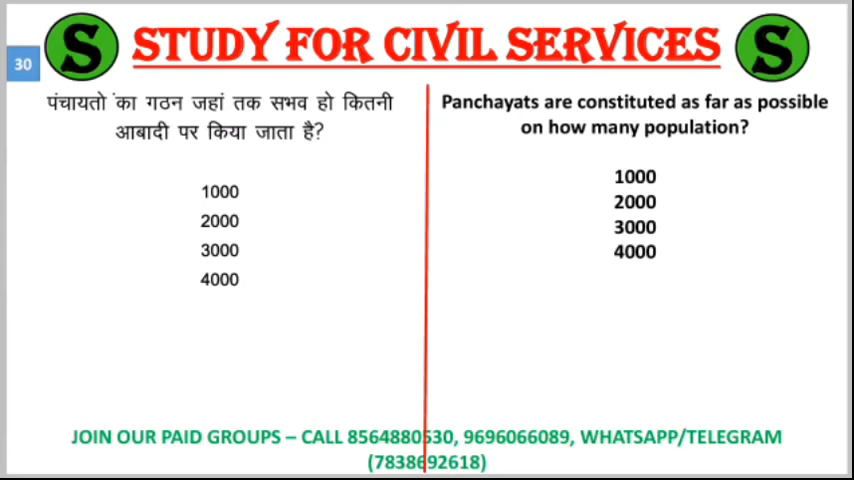 S STUDY FOR CIVIL SERVICES S
30
पंचायतो ंका गठन जहां तक सभव हो कितनी
आबादी पर किया जाता है?
1000
2000
3000
4000
Panchayats are constituted as far as possible
on how many population?
1000
2000
3000
4000
JOIN OUR PAID GROUPS – CALL 8564880530, 9696066089, WHATSAPP/TELEGRAM
(7838692618)